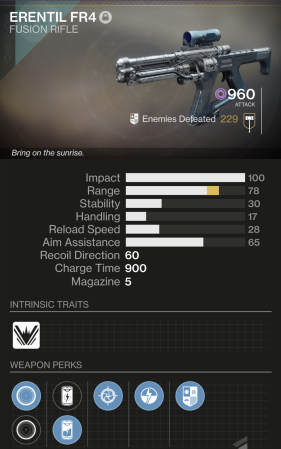 ERENTIL FR4
FUSION RIFLE
960
ATTACK
Enemies Defeated 229
Bring on the sunrise.
Impact 100
Range 78
Stability 30
Handling 17
Reload Speed 28
Aim Assistance 65
Recoil Direction 60
Charge Time 900
Magazine 5
INTRINSIC TRAITS
WEAPON PERKS